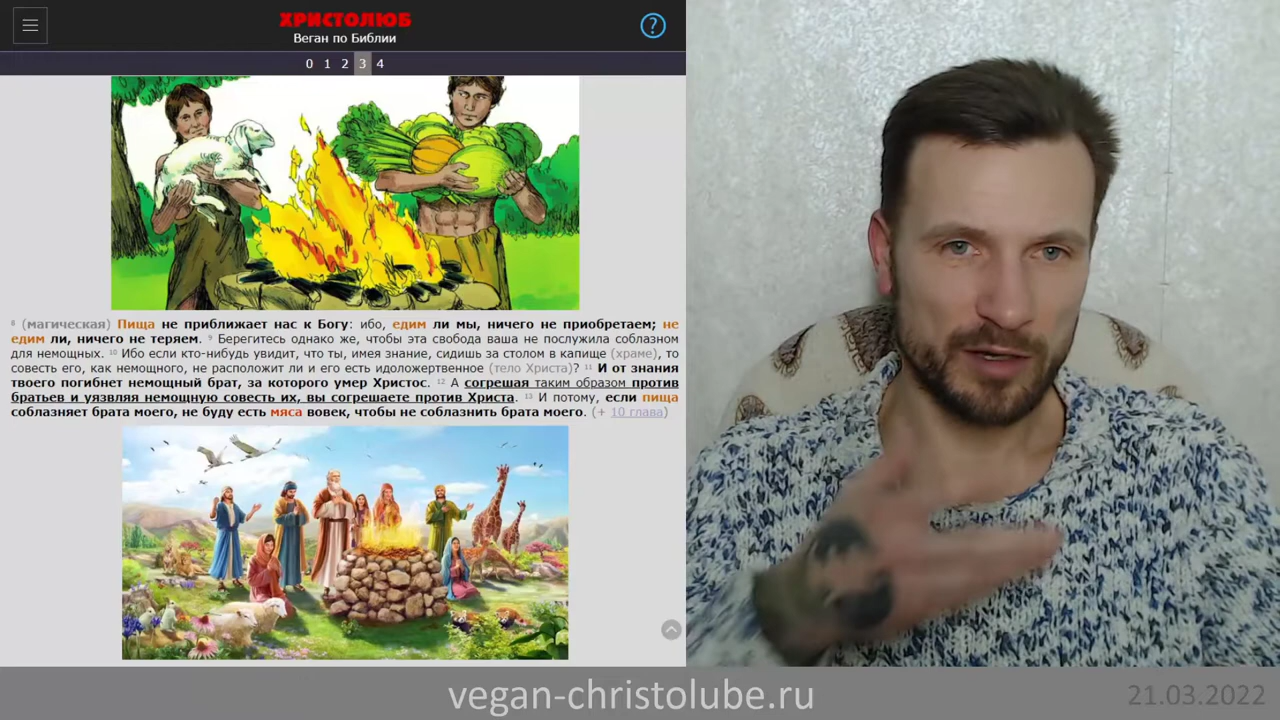 ХРИСТОЛЮБ
Веган по Библии
?
0 1 2 3 4
8 (магическая) Пища не приближает нас к Богу: ибо, едим ли мы, ничего не приобретаем; не
едим ли, ничего не теряем. 9 Берегитесь однако же, чтобы эта свобода ваша не послужила соблазном
для немощных. 10 Ибо если кто-нибудь увидит, что ты, имея знание, сидишь за столом в капище (храме), то
совесть его, как немощного, не расположит ли и его есть идоложертвенное (тело Христа)? 11 И от знания
твоего погибнет немощный брат, за которого умер Христос. 12 А согрешая таким образом против
братьев и уязвляя немощную совесть их, вы согрешаете против Христа. 13 И потому, если пища
соблазняет брата моего, не буду есть мяса вовек, чтобы не соблазнить брата моего. (+ 10 глава)
vegan-christolube.ru
21.03.2022